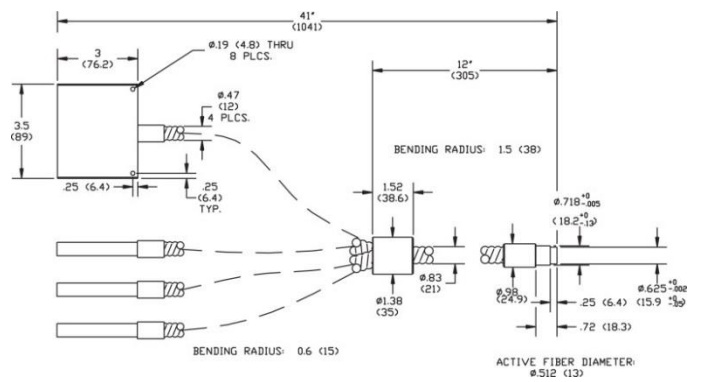 41"
(1041)
3
(76.2)
Ø.19 (4.8) THRU
8 PLCS.
12"
(305)
Ø.47
(12)
4 PLCS.
3.5
(89)
BENDING RADIUS: 1.5 (38)
.25 (6.4)
.25
(6.4)
TYP.
1.52
(38.6)
Ø.718 +0 -.005
(18.2 +0 -.13)
Ø.83
(21)
Ø1.38
(35)
Ø.98
(24.9)
.25 (6.4)
Ø.625 +0 -.002
(15.9 +0 -.05)
.72 (18.3)
BENDING RADIUS: 0.6 (15)
ACTIVE FIBER DIAMETER:
Ø.512 (13)